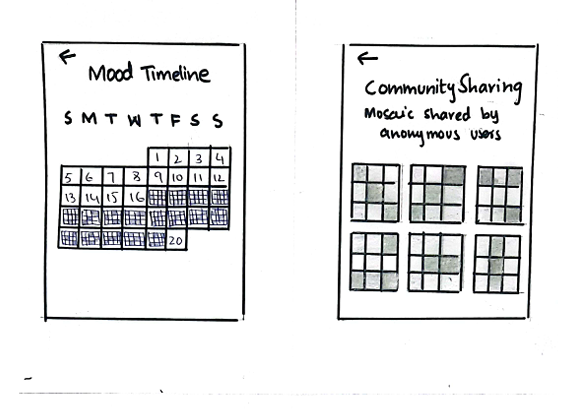 ←
Mood Timeline
S M T W T F S S
1 2 3 4
5 6 7 8 9 10 11 12
13 14 15 16
20
←
Community Sharing
Mosaic shared by
anonymous users